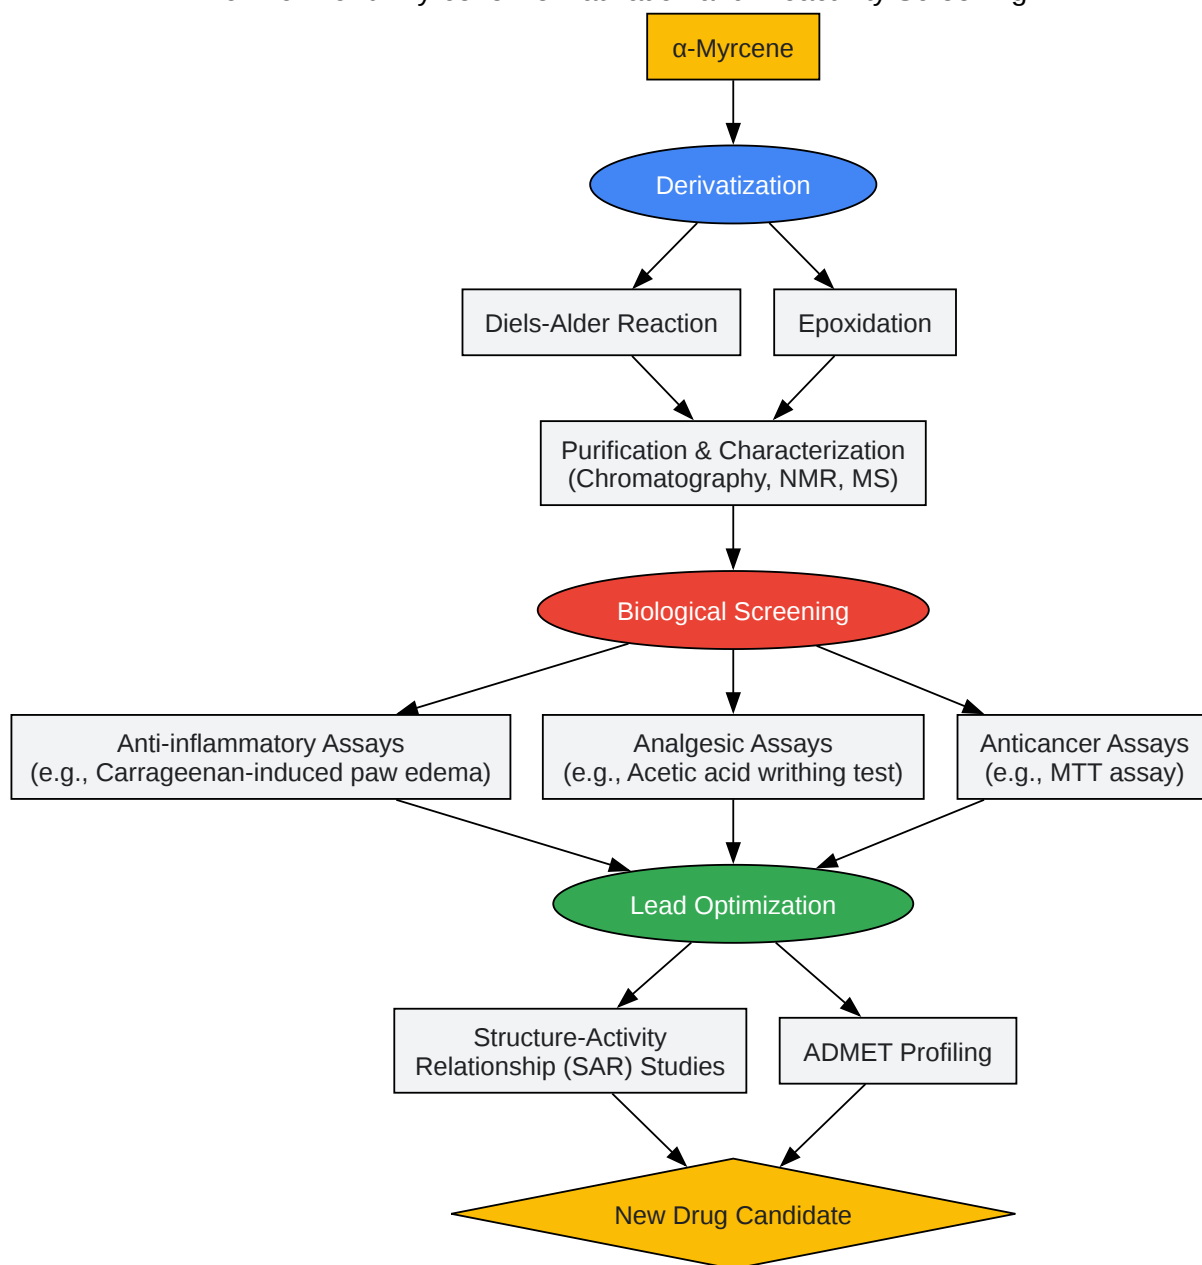 α-Myrcene
Derivatization
Diels-Alder Reaction
Epoxidation
Purification & Characterization
(Chromatography, NMR, MS)
Biological Screening
Anti-inflammatory Assays
(e.g., Carrageenan-induced paw edema)
Analgesic Assays
(e.g., Acetic acid writhing test)
Anticancer Assays
(e.g., MTT assay)
Lead Optimization
Structure-Activity
Relationship (SAR) Studies
ADMET Profiling
New Drug Candidate